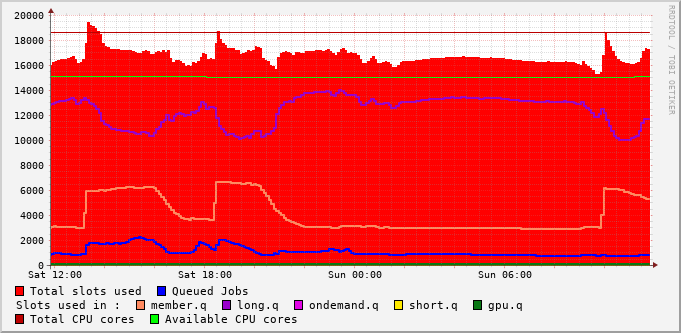 20000
18000
16000
14000
12000
10000
8000
6000
4000
2000
0
Sat 12:00 Sat 18:00 Sun 00:00 Sun 06:00
RRDTOOL / TOBI OETIKER
Total slots used Queued Jobs
Slots used in : member.q long.q ondemand.q short.q gpu.q
Total CPU cores Available CPU cores